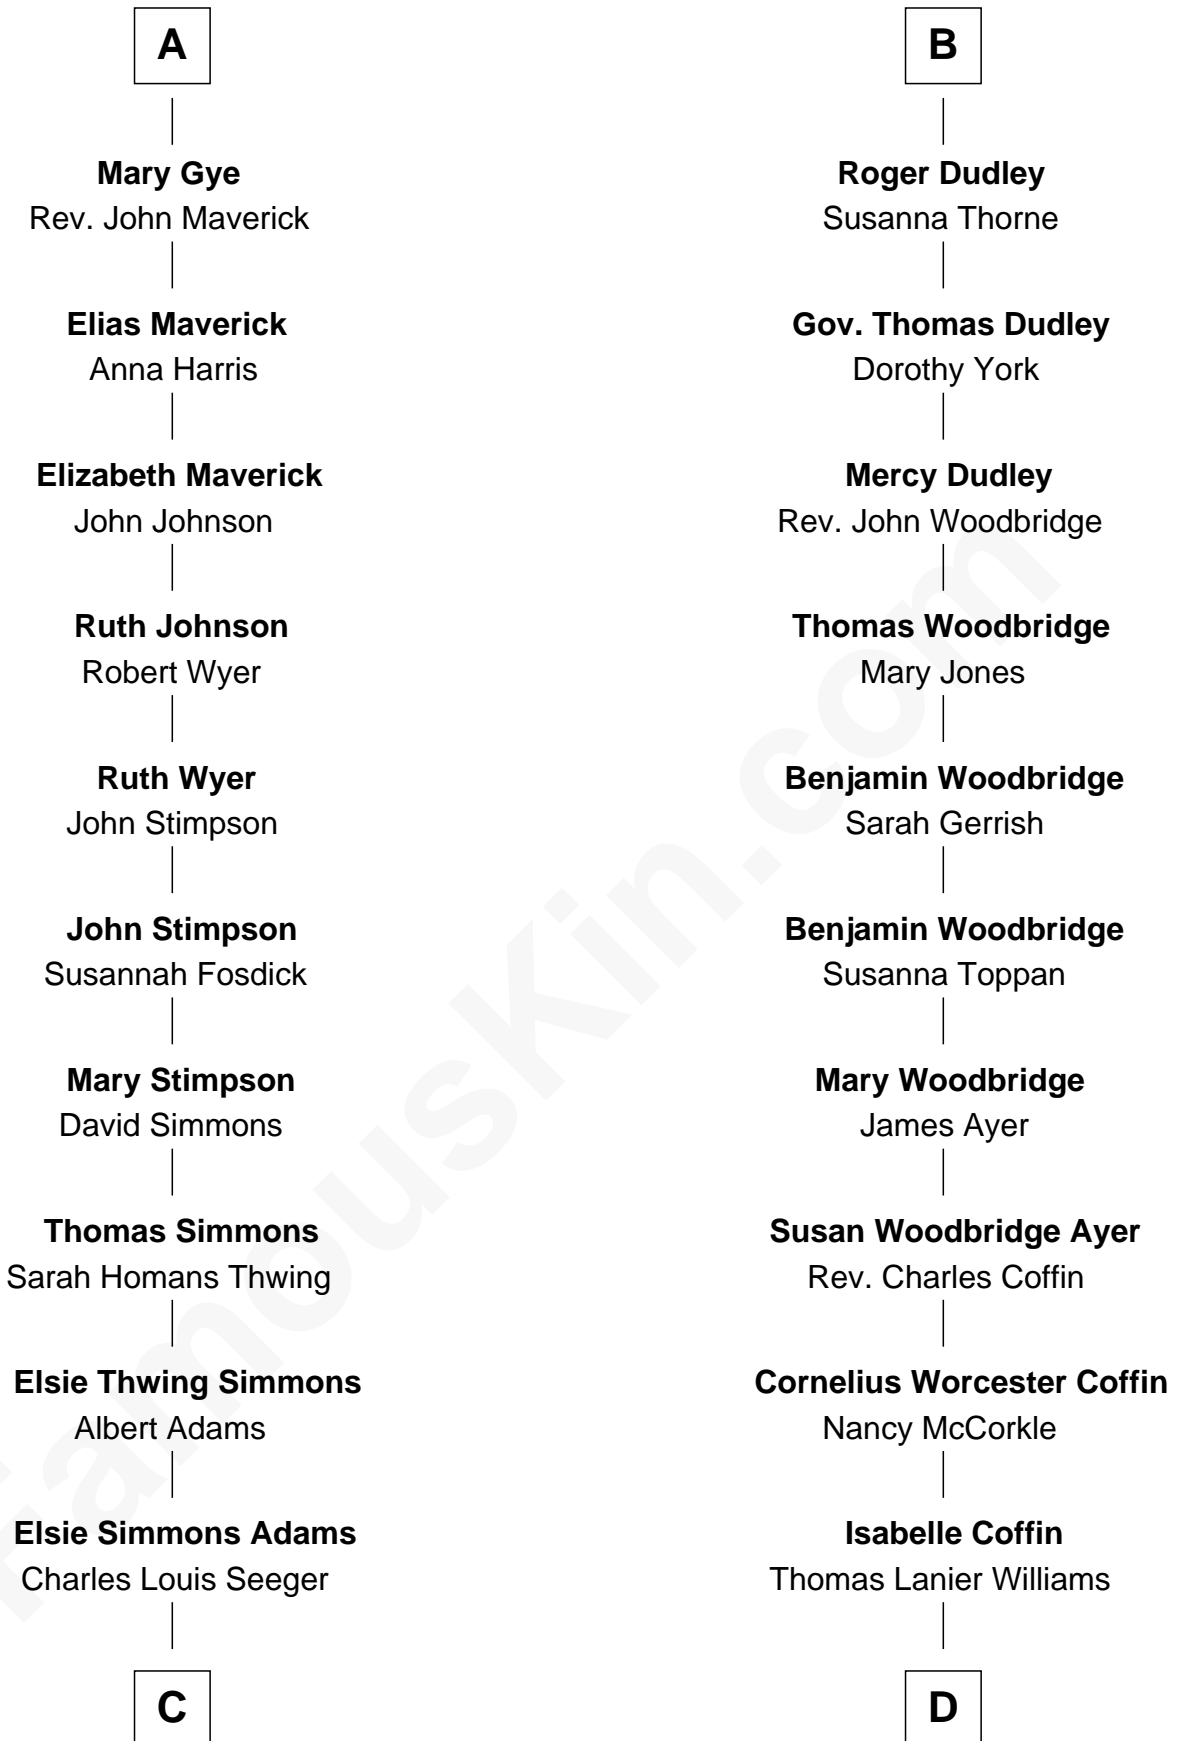 A
Mary Gye
Rev. John Maverick
Elias Maverick
Anna Harris
Elizabeth Maverick
John Johnson
Ruth Johnson
Robert Wyer
Ruth Wyer
John Stimpson
John Stimpson
Susannah Fosdick
Mary Stimpson
David Simmons
Thomas Simmons
Sarah Homans Thwing
Elsie Thwing Simmons
Albert Adams
Elsie Simmons Adams
Charles Louis Seeger
C
B
Roger Dudley
Susanna Thorne
Gov. Thomas Dudley
Dorothy York
Mercy Dudley
Rev. John Woodbridge
Thomas Woodbridge
Mary Jones
Benjamin Woodbridge
Sarah Gerrish
Benjamin Woodbridge
Susanna Toppan
Mary Woodbridge
James Ayer
Susan Woodbridge Ayer
Rev. Charles Coffin
Cornelius Worcester Coffin
Nancy McCorkle
Isabelle Coffin
Thomas Lanier Williams
D
FamousKin.com